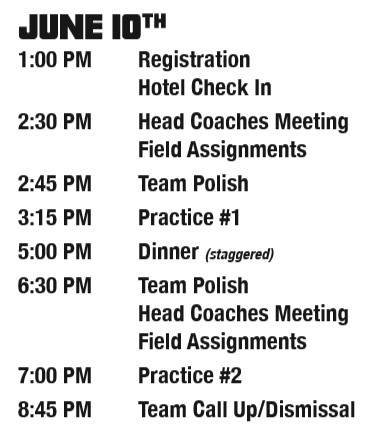 JUNE 10TH
1:00 PM Registration
Hotel Check In
2:30 PM Head Coaches Meeting
Field Assignments
2:45 PM Team Polish
3:15 PM Practice #1
5:00 PM Dinner (staggered)
6:30 PM Team Polish
Head Coaches Meeting
Field Assignments
7:00 PM Practice #2
8:45 PM Team Call Up/Dismissal